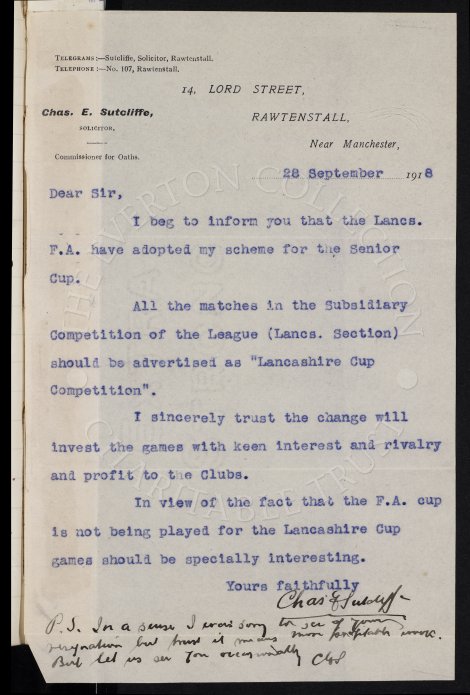 TELEGRAMS:—Sutcliffe, Solicitor, Rawtenstall.
TELEPHONE:—No. 107, Rawtenstall.
14, LORD STREET,
Chas. E. Sutcliffe,
RAWTENSTALL,
SOLICITOR,
Near Manchester,
Commissioner for Oaths.
28 September 1918
Dear Sir,
I beg to inform you that the Lancs.
F.A. have adopted my scheme for the Senior
Cup.
All the matches in the Subsidiary
Competition of the League (Lancs. Section)
should be advertised as "Lancashire Cup
Competition".
I sincerely trust the change will
invest the games with keen interest and rivalry
and profit to the Clubs.
In view of the fact that the F.A. cup
is not being played for the Lancashire Cup
games should be specially interesting.
Yours faithfully
Chas E Sutcliffe
P.S. In a sense I was sorry to see of your
resignation but trust it means more profitable work.
But let us see you occasionally CES
THE EVERTON COLLECTION
CHARITABLE TRUST